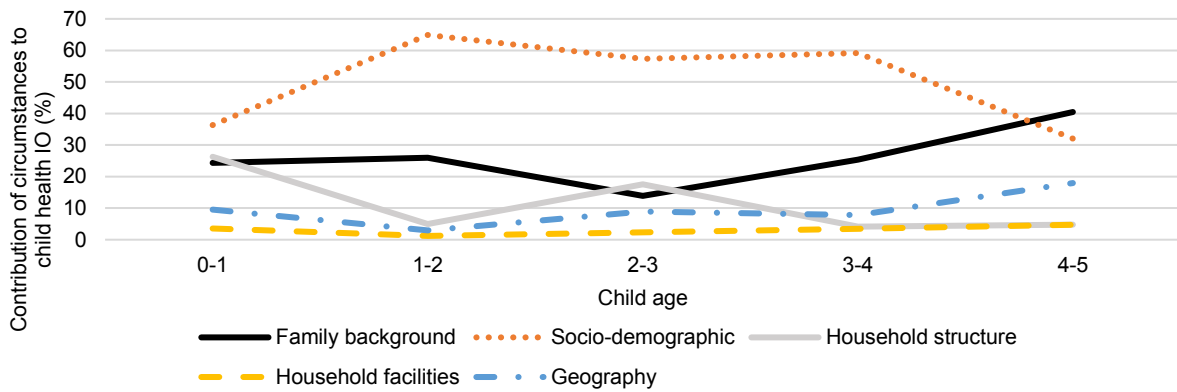 Contribution of circumstances to
child health IO (%)
70
60
50
40
30
20
10
0
0-1 1-2 2-3 3-4 4-5
Child age
Family background Socio-demographic Household structure
Household facilities Geography